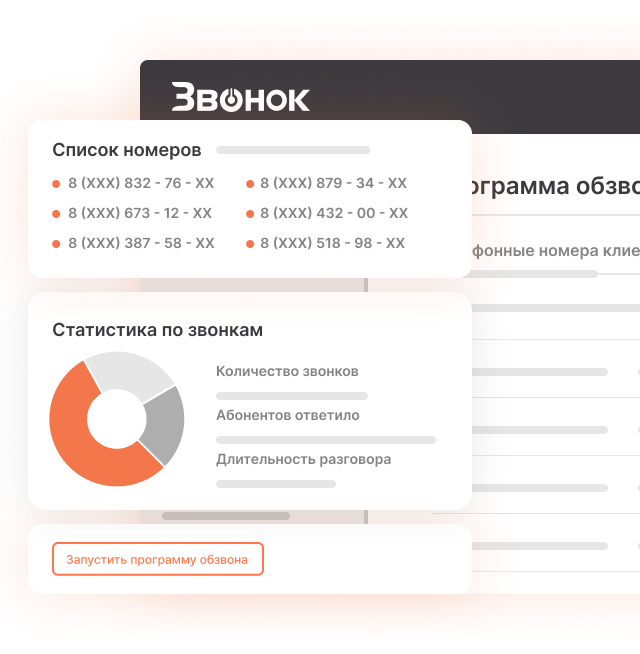 Звонок
Список номеров
8 (XXX) 832 - 76 - XX
8 (XXX) 879 - 34 - XX
8 (XXX) 673 - 12 - XX
8 (XXX) 432 - 00 - XX
8 (XXX) 387 - 58 - XX
8 (XXX) 518 - 98 - XX
ограмма обзво
фонные номера клие
Статистика по звонкам
Количество звонков
Абонентов ответило
Длительность разговора
Запустить программу обзвона